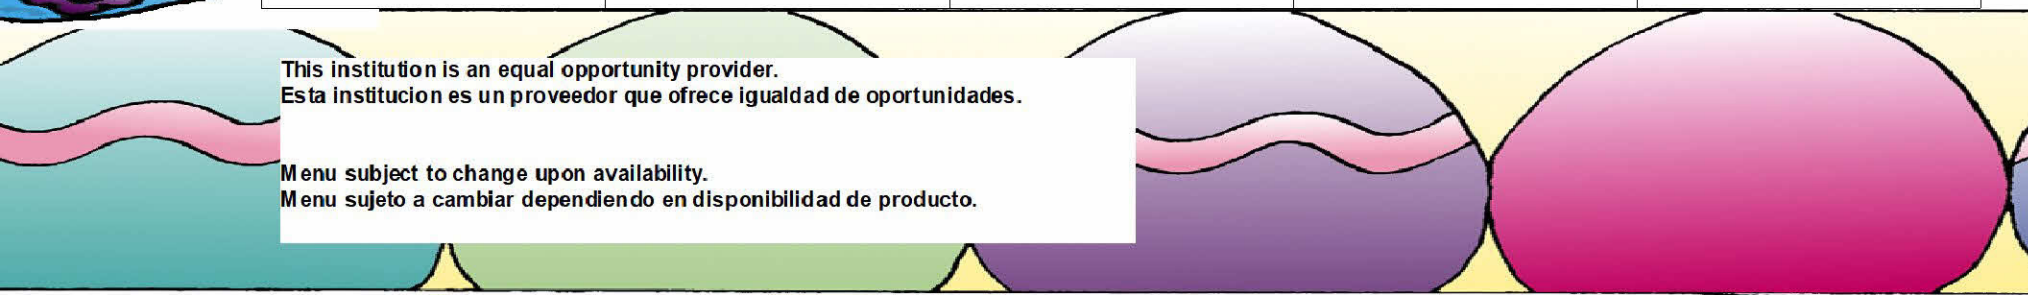 This institution is an equal opportunity provider.
Esta institucion es un proveedor que ofrece igualdad de oportunidades.
Menu subject to change upon availability.
Menu sujeto a cambiar dependiendo en disponibilidad de producto.